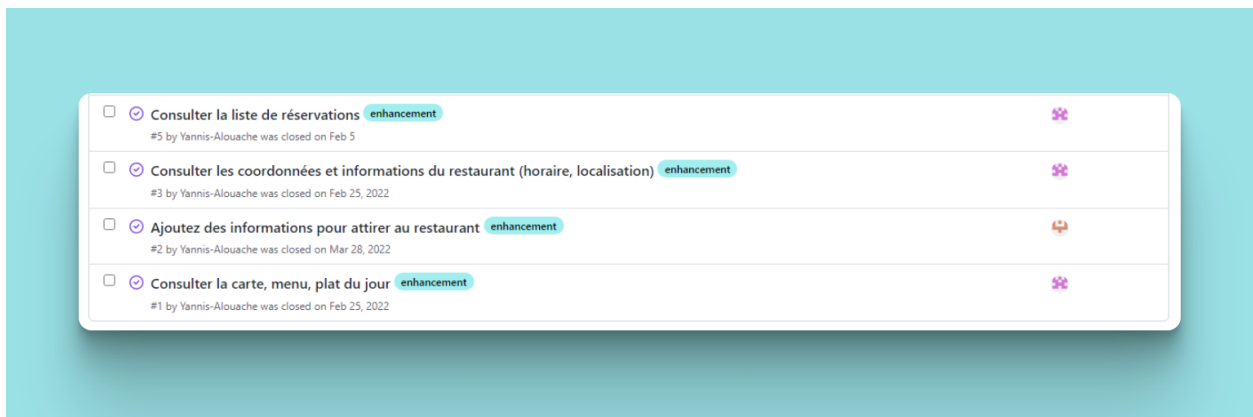 Consulter la liste de réservations enhancement
#5 by Yannis-Alouache was closed on Feb 5
Consulter les coordonnées et informations du restaurant (horaire, localisation) enhancement
#3 by Yannis-Alouache was closed on Feb 25, 2022
Ajoutez des informations pour attirer au restaurant enhancement
#2 by Yannis-Alouache was closed on Mar 28, 2022
Consulter la carte, menu, plat du jour enhancement
#1 by Yannis-Alouache was closed on Feb 25, 2022